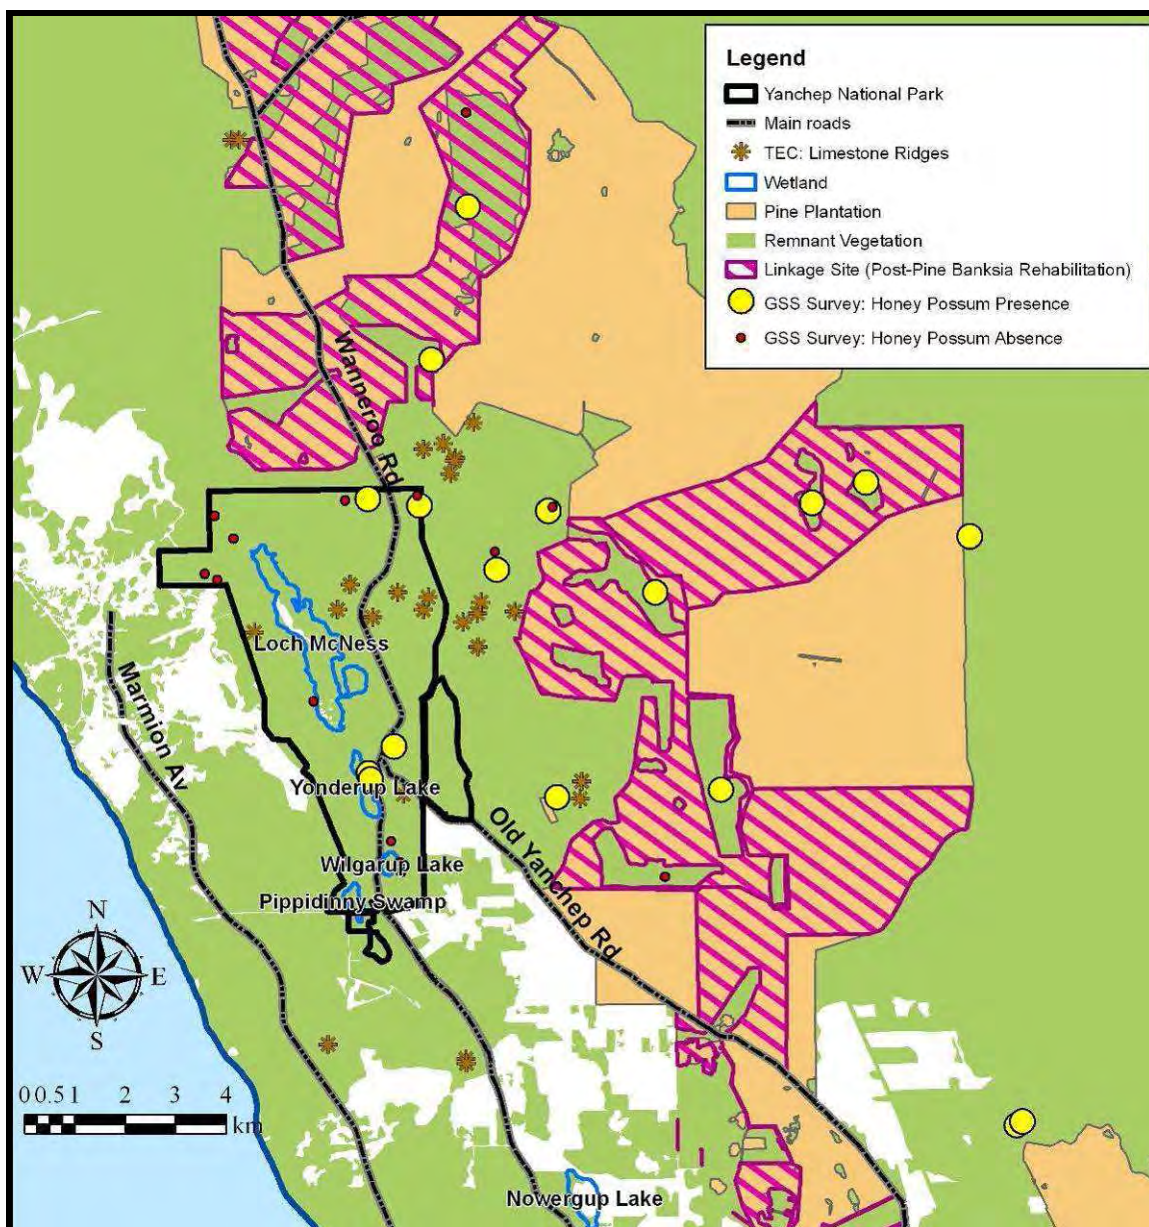 Legend
Yanchep National Park
Main roads
TEC: Limestone Ridges
Wetland
Pine Plantation
Remnant Vegetation
Linkage Site (Post-Pine Banksia Rehabilitation)
GSS Survey: Honey Possum Presence
GSS Survey: Honey Possum Absence
Wanneroo Rd
Loch McNess
Marmion Av
Yonderup Lake
Old Yanchep Rd
Wilgarup Lake
Pippidinny Swamp
N
W E
S
0 0.5 1 2 3 4
km
Nowergup Lake